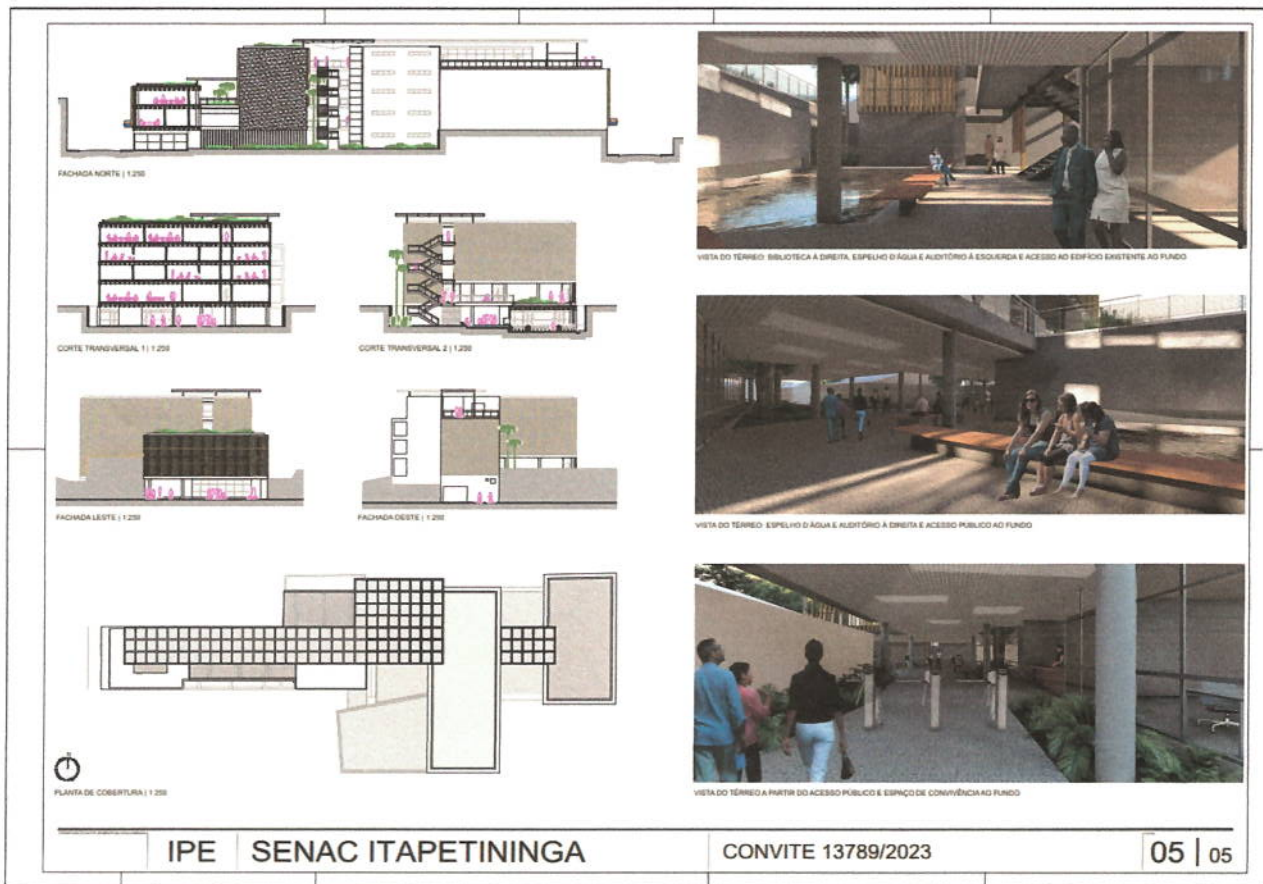 FACHADA NORTE | 1:250
CORTE TRANSVERSAL 1 | 1:250
CORTE TRANSVERSAL 2 | 1:250
FACHADA LESTE | 1:250
FACHADA OESTE | 1:250
PLANTA DE COBERTURA | 1:250
VISTA DO TÉRREO: BIBLIOTECA À DIREITA, ESPELHO D'ÁGUA E AUDITÓRIO À ESQUERDA E ACESSO AO EDIFÍCIO EXISTENTE AO FUNDO
VISTA DO TÉRREO: ESPELHO D'ÁGUA E AUDITÓRIO À DIREITA E ACESSO PÚBLICO AO FUNDO
VISTA DO TÉRREO A PARTIR DO ACESSO PÚBLICO E ESPAÇO DE CONVIVÊNCIA AO FUNDO
IPE SENAC ITAPETININGA CONVITE 13789/2023 05 | 05